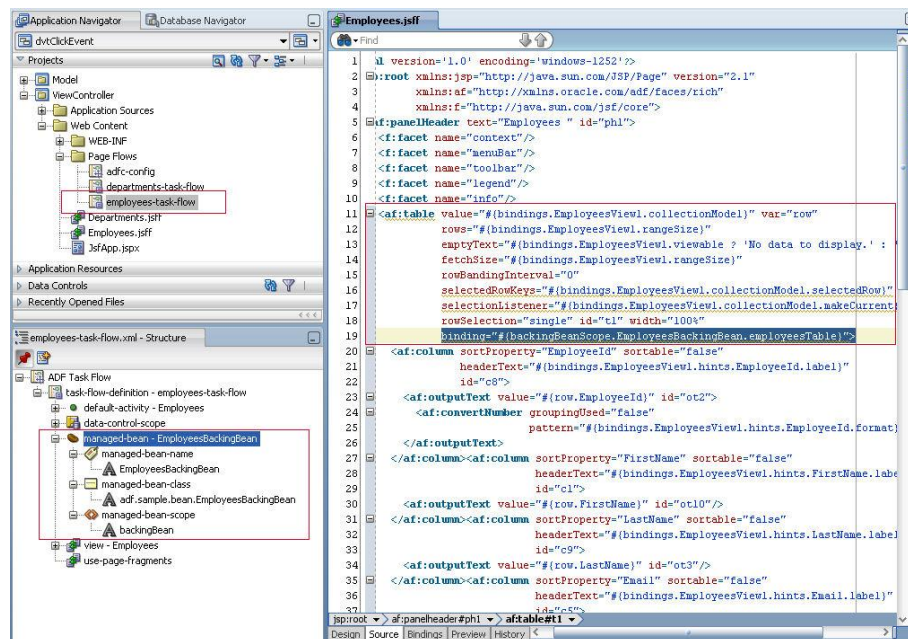 Application Navigator
Database Navigator
dvtClickEvent
Projects
Model
ViewController
Application Sources
Web Content
WEB-INF
Page Flows
adfc-config
departments-task-flow
employees-task-flow
Departments.jsff
Employees.jsff
JsfApp.jspx
Application Resources
Data Controls
Recently Opened Files
employees-task-flow.xml - Structure
ADF Task Flow
task-flow-definition - employees-task-flow
default-activity - Employees
data-control-scope
managed-bean - EmployeesBackingBean
managed-bean-name
EmployeesBackingBean
managed-bean-class
adf.sample.bean.EmployeesBackingBean
managed-bean-scope
backingBean
view - Employees
use-page-fragments
Employees.jsff
Find
1 l version='1.0' encoding='windows-1252'?>
2 :root xmlns:jsp="http://java.sun.com/JSP/Page" version="2.1"
3 xmlns:af="http://xmlns.oracle.com/adf/faces/rich"
4 xmlns:f="http://java.sun.com/jsf/core">
5 f:panelHeader text="Employees " id="ph1">
6 <f:facet name="context"/>
7 <f:facet name="menuBar"/>
8 <f:facet name="toolbar"/>
9 <f:facet name="legend"/>
10 <f:facet name="info"/>
11 <af:table value="#{bindings.EmployeesView1.collectionModel}" var="row"
12 rows="#{bindings.EmployeesView1.rangeSize}"
13 emptyText="#{bindings.EmployeesView1.viewable ? 'No data to display.' : '
14 fetchSize="#{bindings.EmployeesView1.rangeSize}"
15 rowBandingInterval="0"
16 selectedRowKeys="#{bindings.EmployeesView1.collectionModel.selectedRow}"
17 selectionListener="#{bindings.EmployeesView1.collectionModel.makeCurrent
18 rowSelection="single" id="t1" width="100%"
19 binding="#{backingBeanScope.EmployeesBackingBean.employeesTable}">
20 <af:column sortProperty="EmployeeId" sortable="false"
21 headerText="#{bindings.EmployeesView1.hints.EmployeeId.label}"
22 id="c8">
23 <af:outputText value="#{row.EmployeeId}" id="ot2">
24 <af:convertNumber groupingUsed="false"
25 pattern="#{bindings.EmployeesView1.hints.EmployeeId.format}
26 </af:outputText>
27 </af:column><af:column sortProperty="FirstName" sortable="false"
28 headerText="#{bindings.EmployeesView1.hints.FirstName.labe
29 id="c1">
30 <af:outputText value="#{row.FirstName}" id="ot10"/>
31 </af:column><af:column sortProperty="LastName" sortable="false"
32 headerText="#{bindings.EmployeesView1.hints.LastName.label
33 id="c9">
34 <af:outputText value="#{row.LastName}" id="ot3"/>
35 </af:column><af:column sortProperty="Email" sortable="false"
36 headerText="#{bindings.EmployeesView1.hints.Email.label}"
37 id="c5">
jsp:root af:panelheader#ph1 af:table#t1
Design Source Bindings Preview History